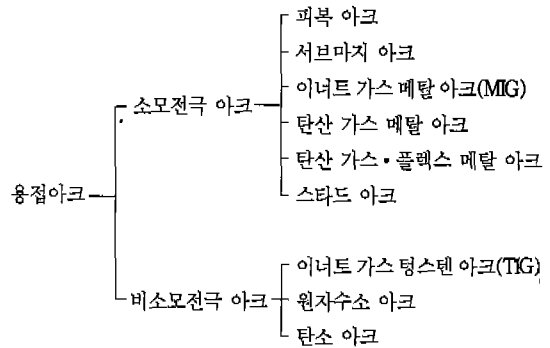 피복 아크
서브마지 아크
이너트 가스 메탈 아크(MIG)
소모전극 아크
탄산 가스 메탈 아크
탄산 가스•플렉스 메탈 아크
스타드 아크
용접아크
이너트 가스 텅스텐 아크(TIG)
비소모전극 아크
원자수소 아크
탄소 아크